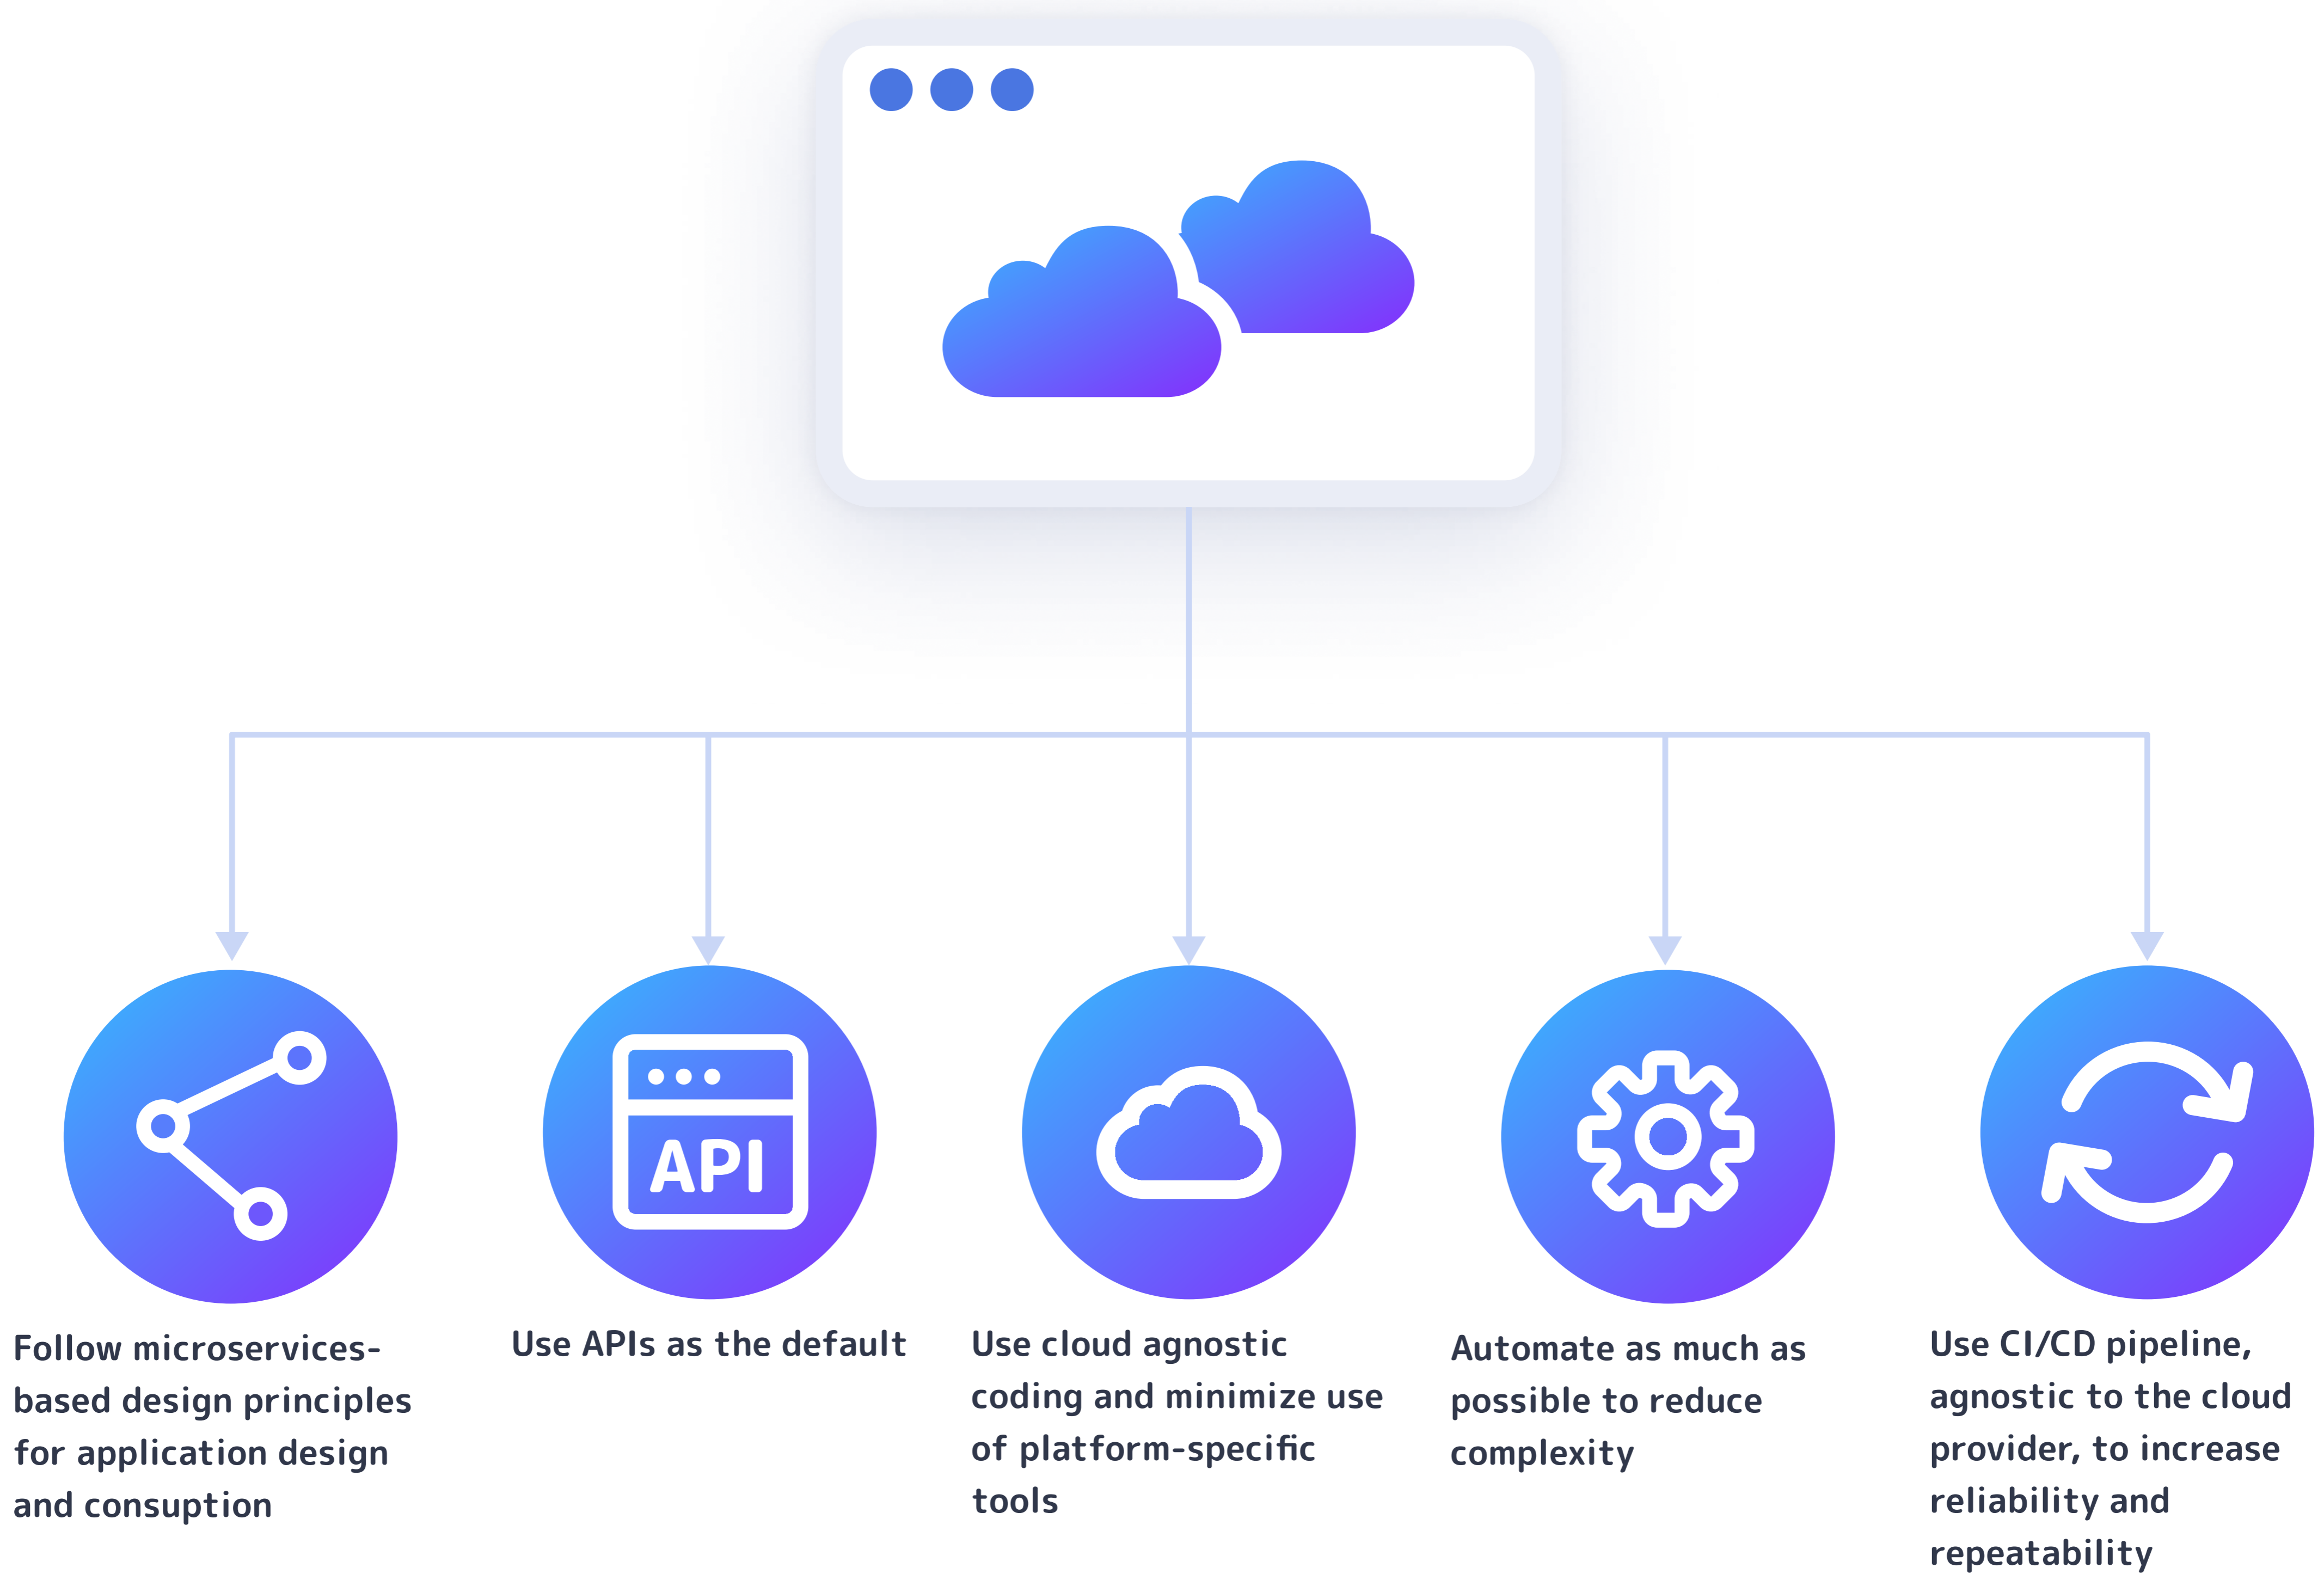 API
Follow microservices-
based design principles
for application design
and consuption
Use APIs as the default
Use cloud agnostic
coding and minimize use
of platform-specific
tools
Automate as much as
possible to reduce
complexity
Use CI/CD pipeline,
agnostic to the cloud
provider, to increase
reliability and
repeatability